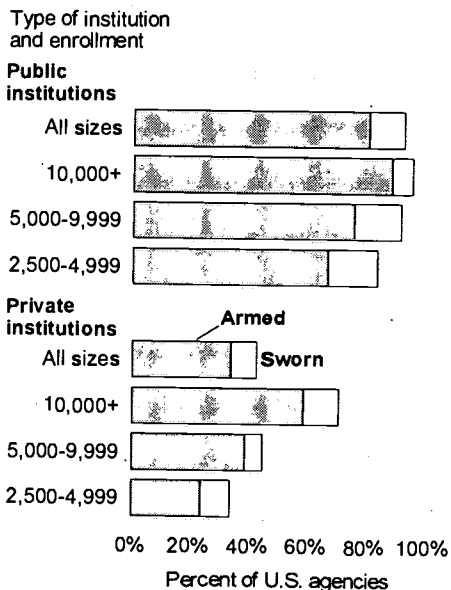 Type of institution
and enrollment
Public
institutions
All sizes
10,000+
5,000-9,999
2,500-4,999
Private
institutions
Armed
All sizes
Sworn
10,000+
5,000-9,999
2,500-4,999
0% 20% 40% 60% 80% 100%
Percent of U.S. agencies